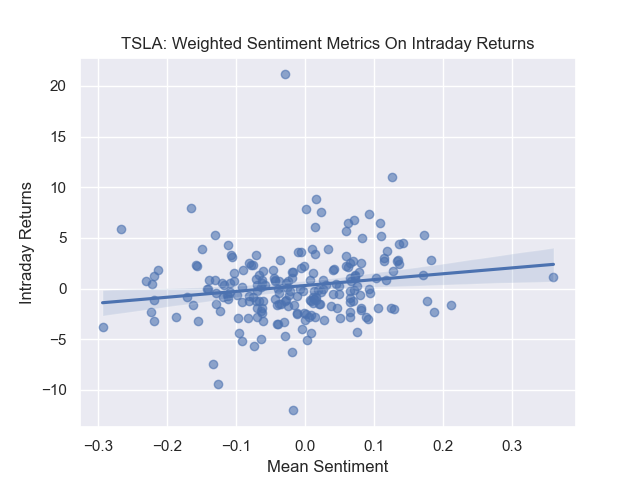 TSLA: Weighted Sentiment Metrics On Intraday Returns
20
15
10
5
0
−5
−10
Intraday Returns
−0.3 −0.2 −0.1 0.0 0.1 0.2 0.3
Mean Sentiment